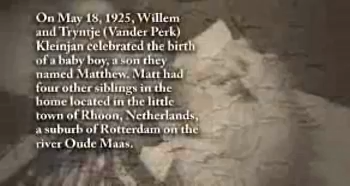 On May 18, 1925, Willem
and Tryntje (Vander Perk)
Kleinjan celebrated the birth
of a baby boy, a son they
named Matthew. Matt had
four other siblings in the
home located in the little
town of Rhoon, Netherlands,
a suburb of Rotterdam on the
river Oude Maas.